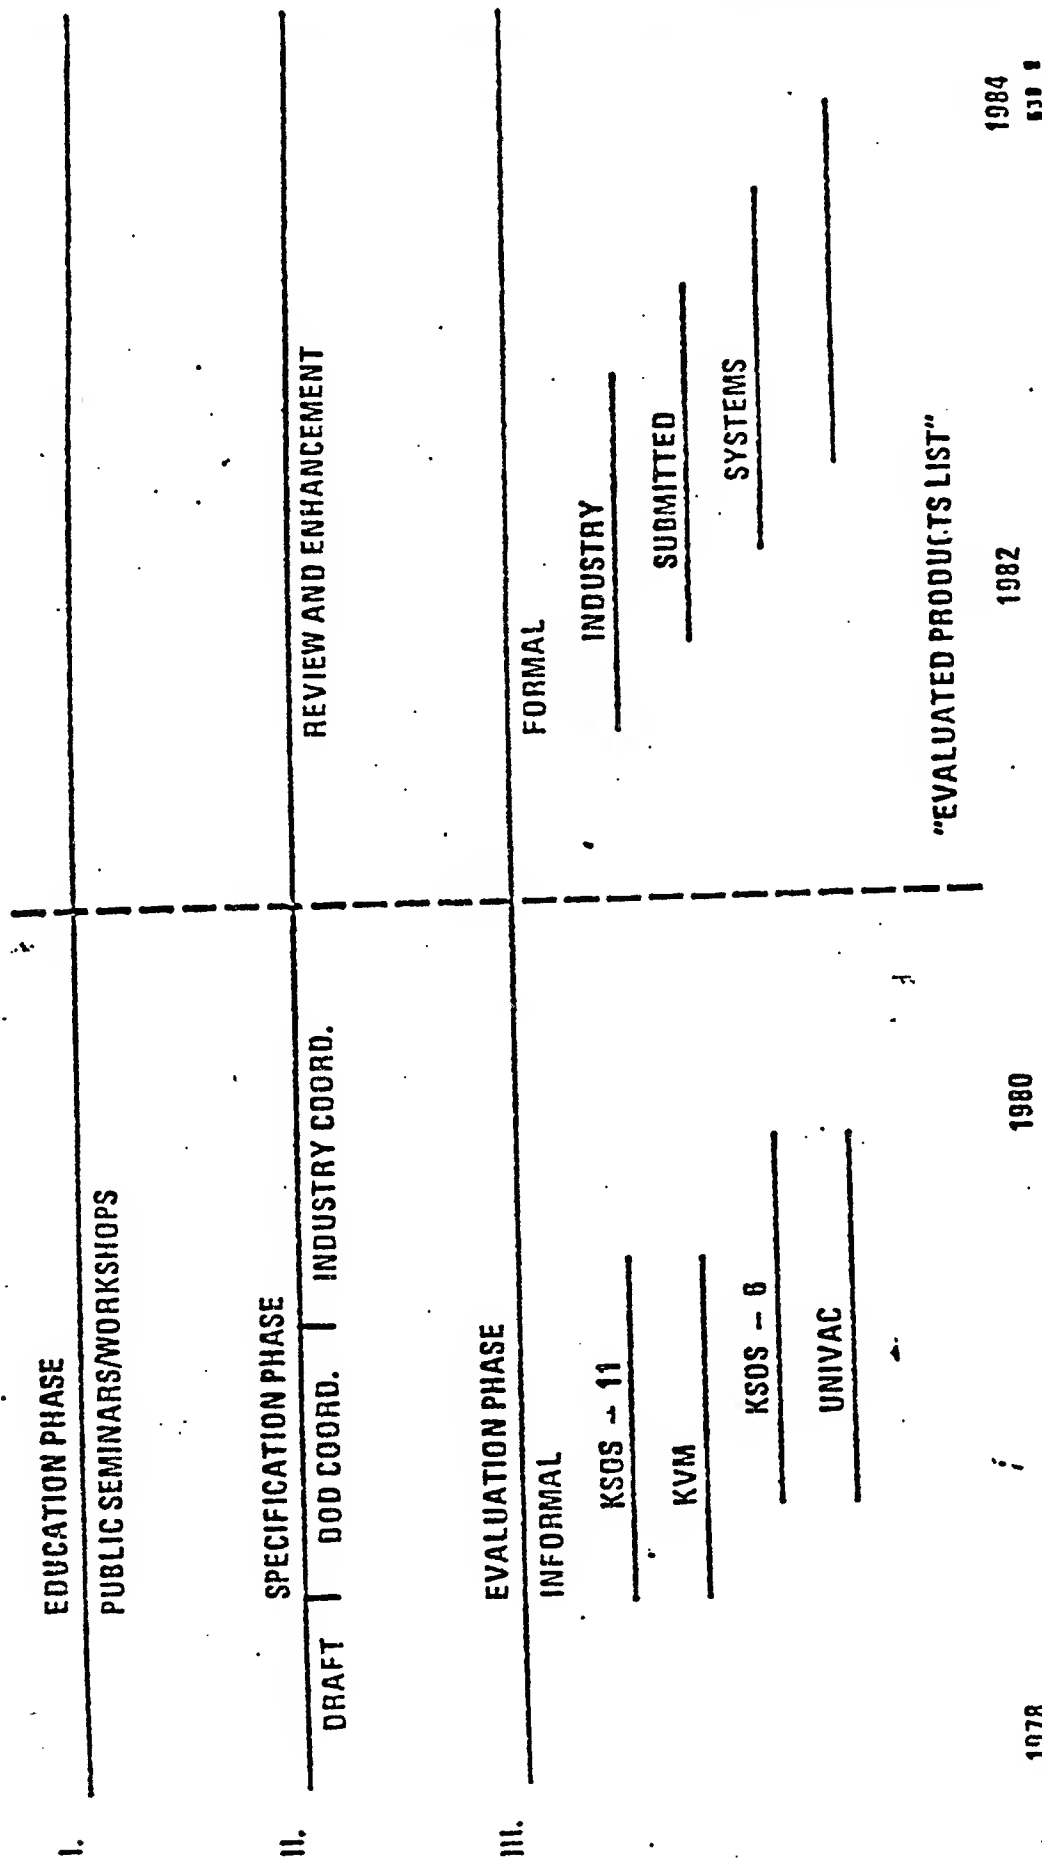 I.
EDUCATION PHASE
PUBLIC SEMINARS/WORKSHOPS
II.
SPECIFICATION PHASE
DRAFT
DOD COORD.
INDUSTRY COORD.
REVIEW AND ENHANCEMENT
III.
EVALUATION PHASE
INFORMAL
FORMAL
KSOS - 11
INDUSTRY
KVM
SUBMITTED
KSOS - 6
SYSTEMS
UNIVAC
"EVALUATED PRODUCTS LIST"
1978
1980
1982
1984